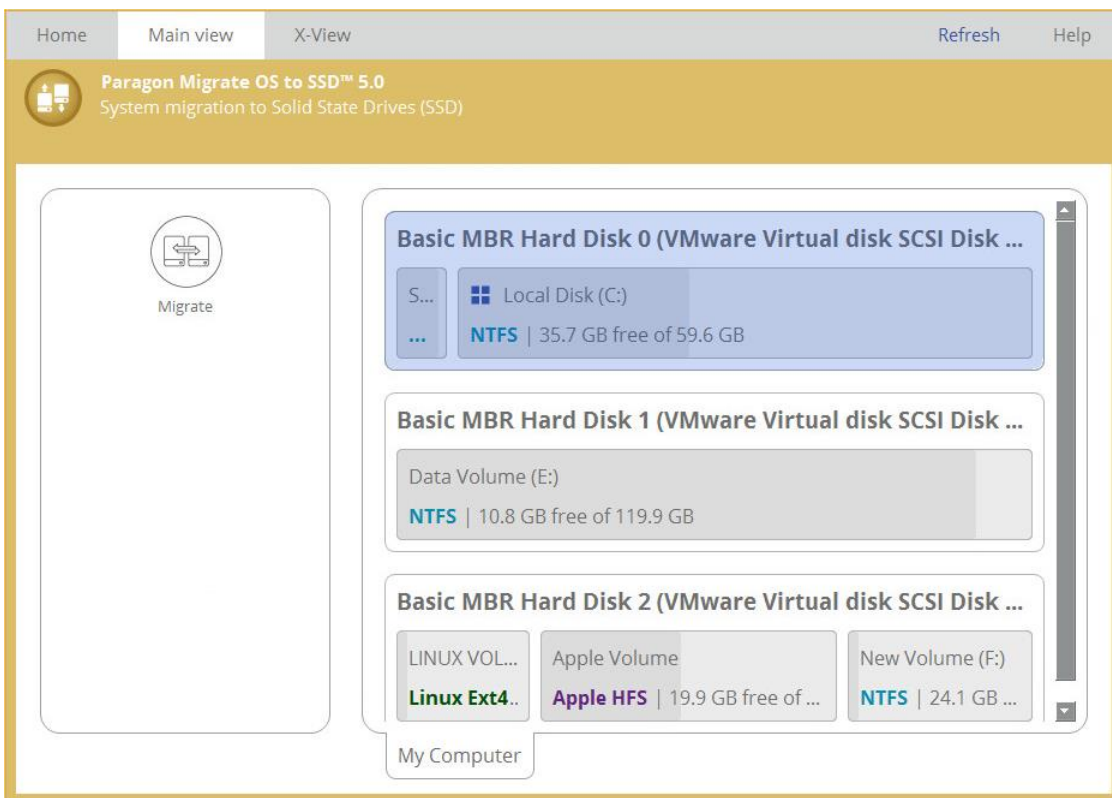 Home Main view X-View Refresh Help
Paragon Migrate OS to SSD™ 5.0
System migration to Solid State Drives (SSD)
Migrate
Basic MBR Hard Disk 0 (VMware Virtual disk SCSI Disk ...
S... Local Disk (C:)
... NTFS | 35.7 GB free of 59.6 GB
Basic MBR Hard Disk 1 (VMware Virtual disk SCSI Disk ...
Data Volume (E:)
NTFS | 10.8 GB free of 119.9 GB
Basic MBR Hard Disk 2 (VMware Virtual disk SCSI Disk ...
LINUX VOL... Apple Volume New Volume (F:)
Linux Ext4.. Apple HFS | 19.9 GB free of ... NTFS | 24.1 GB ...
My Computer